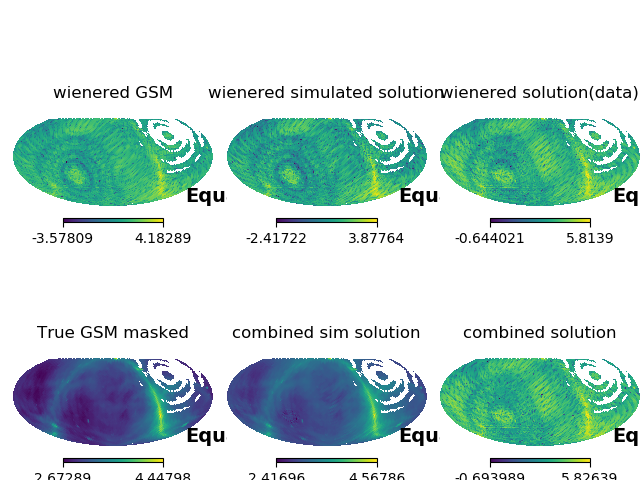 wienered GSM wienered simulated solution wienered solution(data)
Equ Equ Eq
-3.57809 4.18289 -2.41722 3.87764 -0.644021 5.8139
True GSM masked combined sim solution combined solution
Equ Equ Eq
2.67289 4.44798 2.41696 4.56786 -0.693989 5.82639